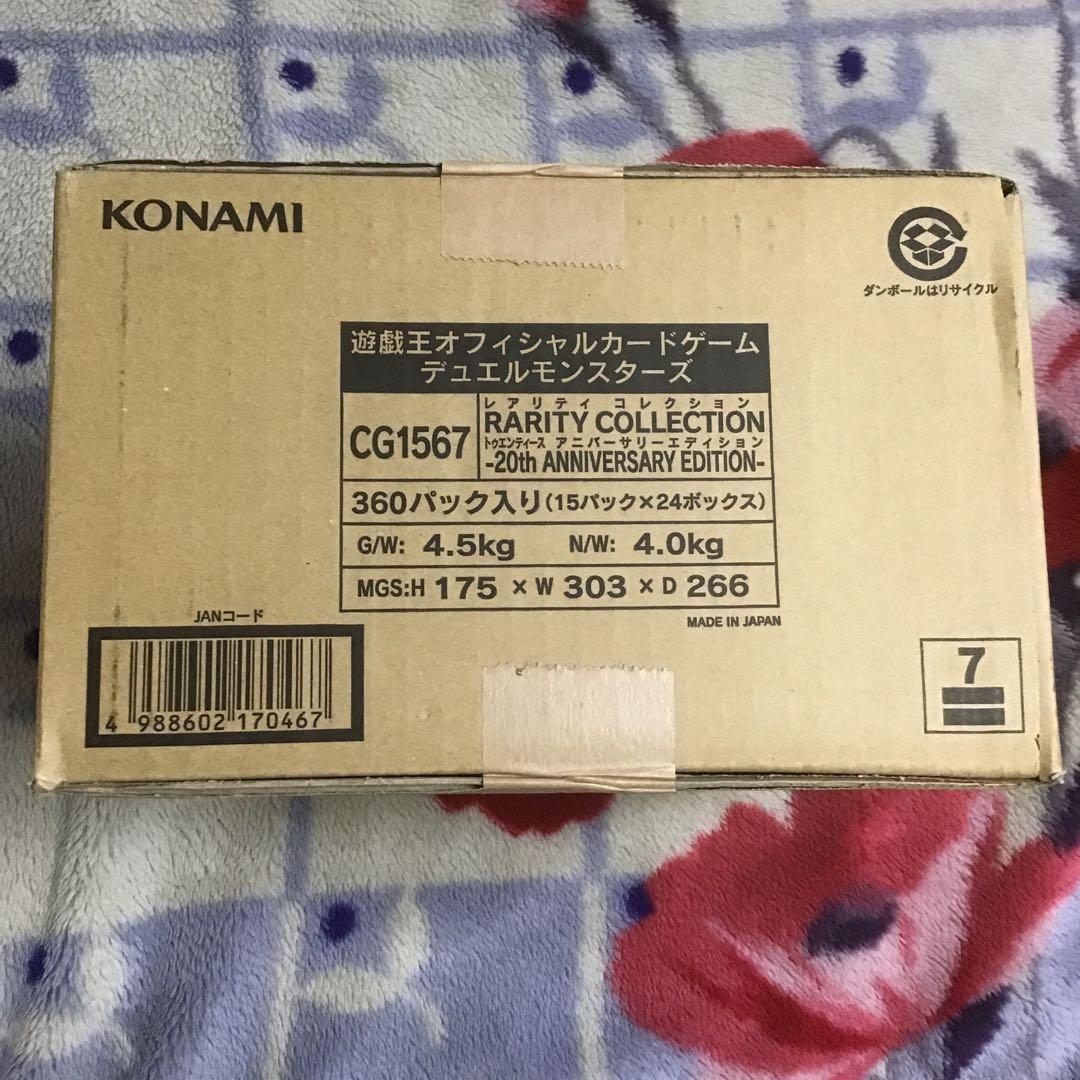 KONAMI
ダンボールはリサイクル
遊戯王オフィシャルカードゲーム
デュエルモンスターズ
CG1567
レアリティ コレクション
RARITY COLLECTION
トゥエンティース アニバーサリーエディション
-20th ANNIVERSARY EDITION-
360パック入り(15パック×24ボックス)
G/W: 4.5kg N/W: 4.0kg
MGS:H 175 × W 303 × D 266
MADE IN JAPAN
JANコード
4 988602 170467
7